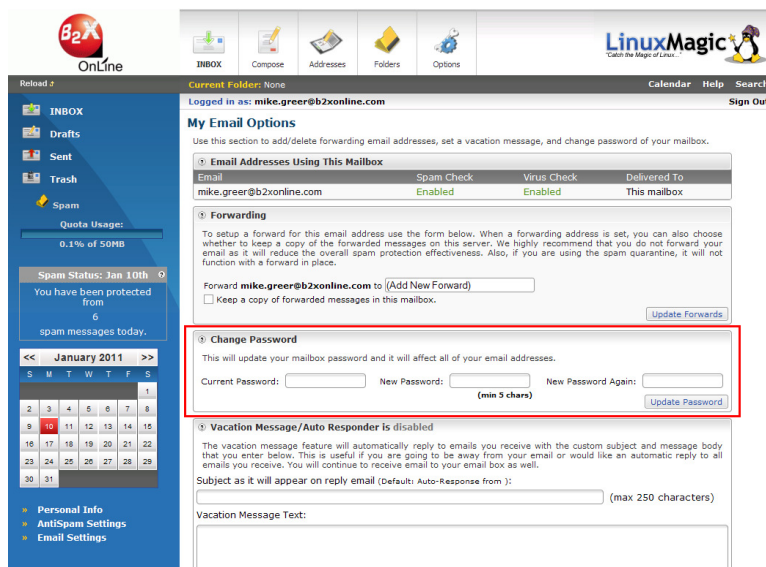 B2X
OnLine
INBOX Compose Addresses Folders Options
LinuxMagic
"Catch the Magic of Linux..."
Reload
Current Folder: None
Calendar Help Search
Logged in as: mike.greer@b2xonline.com
Sign Out
INBOX
Drafts
Sent
Trash
Spam
Quota Usage:
0.1% of 50MB
Spam Status: Jan 10th
You have been protected
from
6
spam messages today.
<< January 2011 >>
S M T W T F S
1
2 3 4 5 6 7 8
9 10 11 12 13 14 15
16 17 18 19 20 21 22
23 24 25 26 27 28 29
30 31
» Personal Info
» AntiSpam Settings
» Email Settings
My Email Options
Use this section to add/delete forwarding email addresses, set a vacation message, and change password of your mailbox.
Email Addresses Using This Mailbox
Email Spam Check Virus Check Delivered To
mike.greer@b2xonline.com Enabled Enabled This mailbox
Forwarding
To setup a forward for this email address use the form below. When a forwarding address is set, you can also choose
whether to keep a copy of the forwarded messages on this server. We highly recommend that you do not forward your
email as it will reduce the overall spam protection effectiveness. Also, if you are using the spam quarantine, it will not
function with a forward in place.
Forward mike.greer@b2xonline.com to (Add New Forward)
Keep a copy of forwarded messages in this mailbox.
Update Forwards
Change Password
This will update your mailbox password and it will affect all of your email addresses.
Current Password: New Password: New Password Again:
(min 5 chars)
Update Password
Vacation Message/Auto Responder is disabled
The vacation message feature will automatically reply to emails you receive with the custom subject and message body
that you enter below. This is useful if you are going to be away from your email or would like an automatic reply to all
emails you receive. You will continue to receive email to your email box as well.
Subject as it will appear on reply email (Default: Auto-Response from ):
(max 250 characters)
Vacation Message Text: